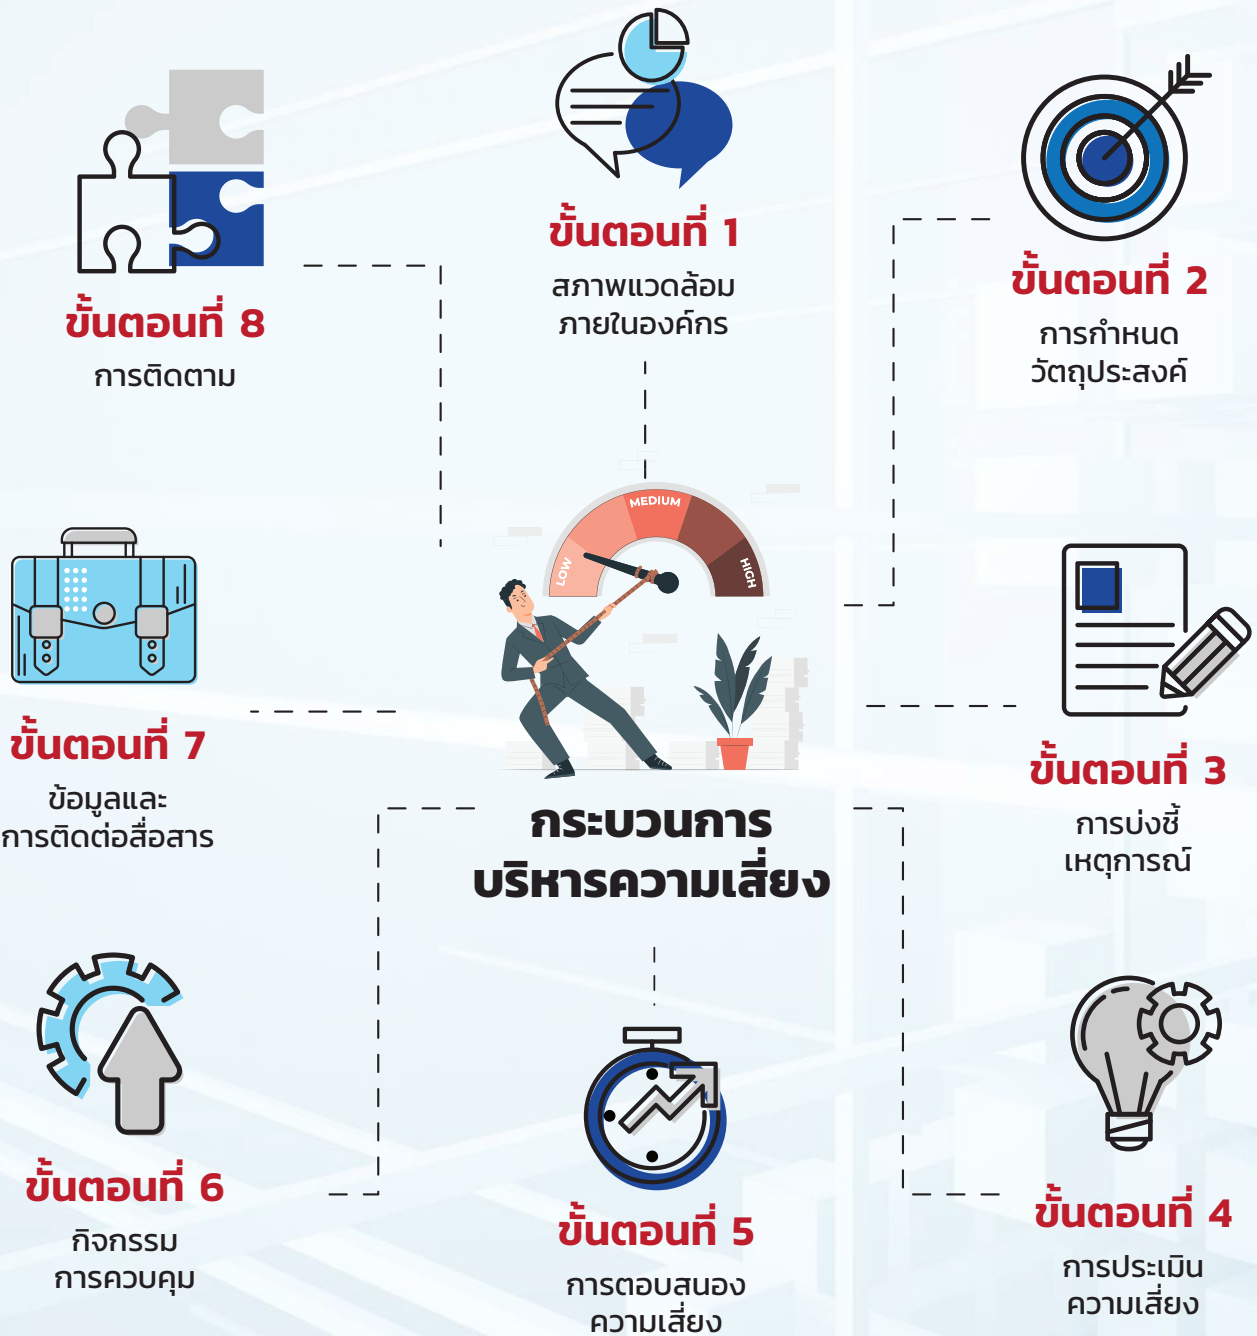 ขั้นตอนที่ 1
สภาพแวดล้อม
ภายในองค์กร
ขั้นตอนที่ 2
การกำหนด
วัตถุประสงค์
ขั้นตอนที่ 3
การบ่งชี้
เหตุการณ์
ขั้นตอนที่ 4
การประเมิน
ความเสี่ยง
ขั้นตอนที่ 5
การตอบสนอง
ความเสี่ยง
ขั้นตอนที่ 6
กิจกรรม
การควบคุม
ขั้นตอนที่ 7
ข้อมูลและ
การติดต่อสื่อสาร
ขั้นตอนที่ 8
การติดตาม
LOW
MEDIUM
HIGH
กระบวนการ
บริหารความเสี่ยง